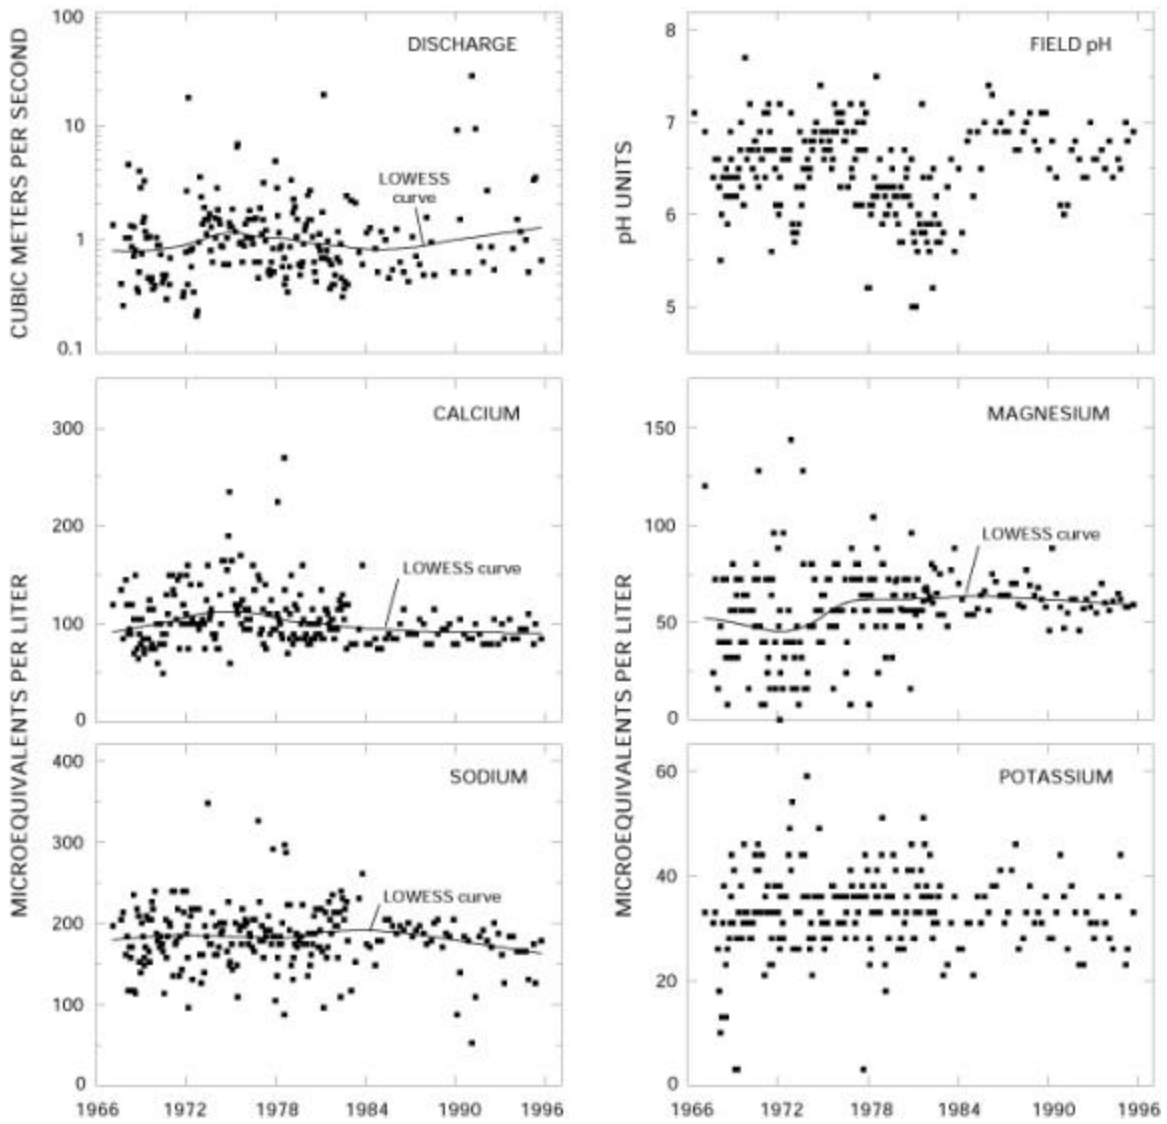 CUBIC METERS PER SECOND
100
10
1
0.1
DISCHARGE
LOWESS
curve
pH UNITS
8
7
6
5
FIELD pH
MICROEQUIVALENTS PER LITER
300
200
100
0
CALCIUM
LOWESS curve
MICROEQUIVALENTS PER LITER
150
100
50
0
MAGNESIUM
LOWESS curve
400
300
200
100
0
SODIUM
LOWESS curve
1966 1972 1978 1984 1990 1996
60
40
20
0
POTASSIUM
1966 1972 1978 1984 1990 1996